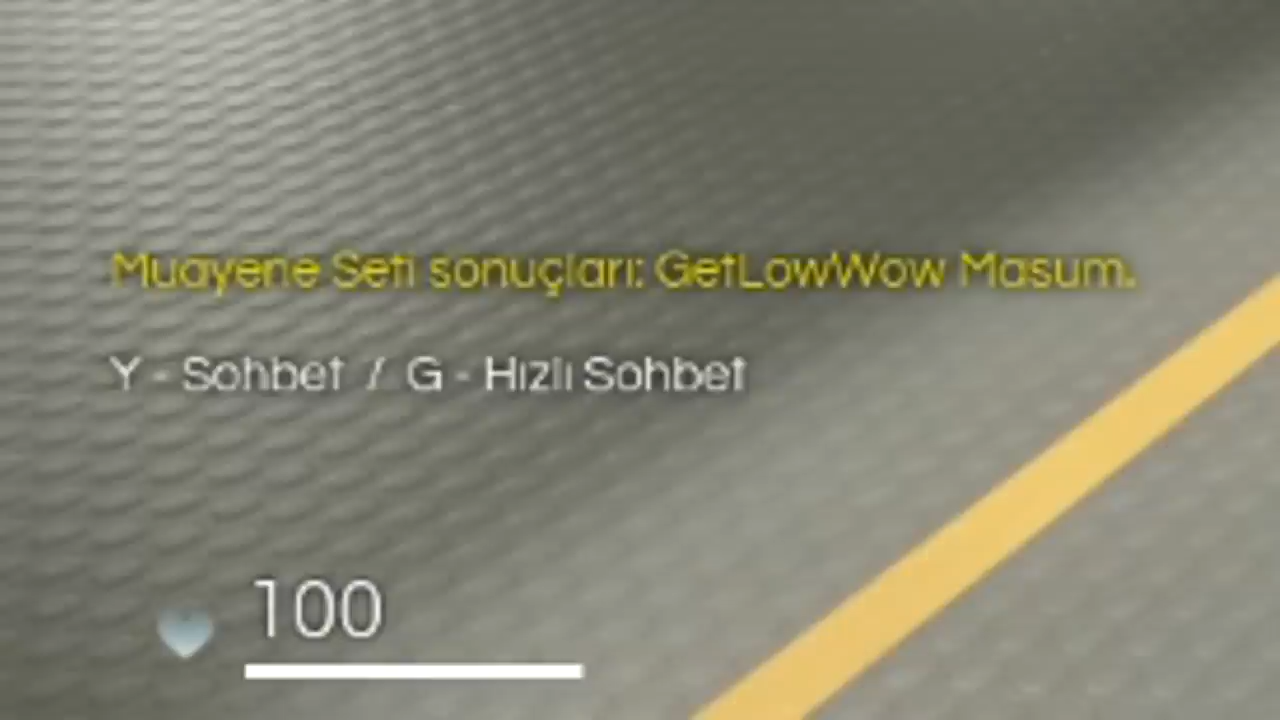 Muayene Seti sonuçları: GetLowWow Masum.
Y - Sohbet / G - Hızlı Sohbet
100